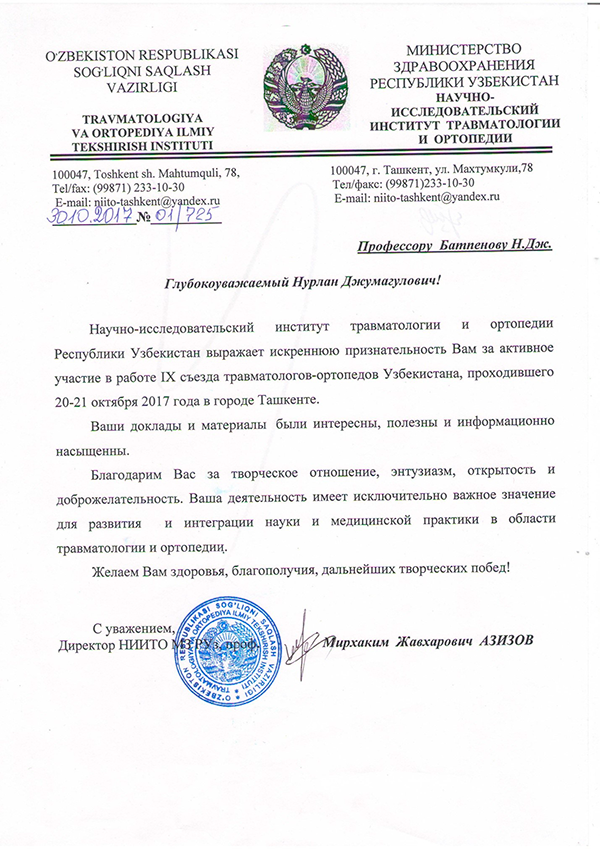 O'ZBEKISTON RESPUBLIKASI
SOG'LIQNI SAQLASH
VAZIRLIGI
TRAVMATOLOGIYA
VA ORTOPEDIYA ILMIY
TEKSHIRISH INSTITUTI
МИНИСТЕРСТВО
ЗДРАВООХРАНЕНИЯ
РЕСПУБЛИКИ УЗБЕКИСТАН
НАУЧНО-
ИССЛЕДОВАТЕЛЬСКИЙ
ИНСТИТУТ ТРАВМАТОЛОГИИ
И ОРТОПЕДИИ
100047, Toshkent sh. Mahtumquli, 78,
Tel/fax: (99871) 233-10-30
E-mail: niito-tashkent@yandex.ru
30.10.2017 № 01/725
100047, г. Ташкент, ул. Махтумкули,78
Тел/факс: (99871)233-10-30
E-mail: niito-tashkent@yandex.ru
Профессору Батпенову Н.Дж.
Глубокоуважаемый Нурлан Джумагулович!
Научно-исследовательский институт травматологии и ортопедии
Республики Узбекистан выражает искреннюю признательность Вам за активное
участие в работе IX съезда травматологов-ортопедов Узбекистана, проходившего
20-21 октября 2017 года в городе Ташкенте.
Ваши доклады и материалы были интересны, полезны и информационно
насыщенны.
Благодарим Вас за творческое отношение, энтузиазм, открытость и
доброжелательность. Ваша деятельность имеет исключительно важное значение
для развития и интеграции науки и медицинской практики в области
травматологии и ортопедии.
Желаем Вам здоровья, благополучия, дальнейших творческих побед!
С уважением,
Директор НИИТО МЗ РУз, проф. Мирхаким Жавхарович АЗИЗОВ
O'ZBEKISTON RESPUBLIKASI SOG'LIQNI SAQLASH VAZIRLIGI
TRAVMATOLOGIYA VA ORTOPEDIYA ILMIY TEKSHIRISH INSTITUTI